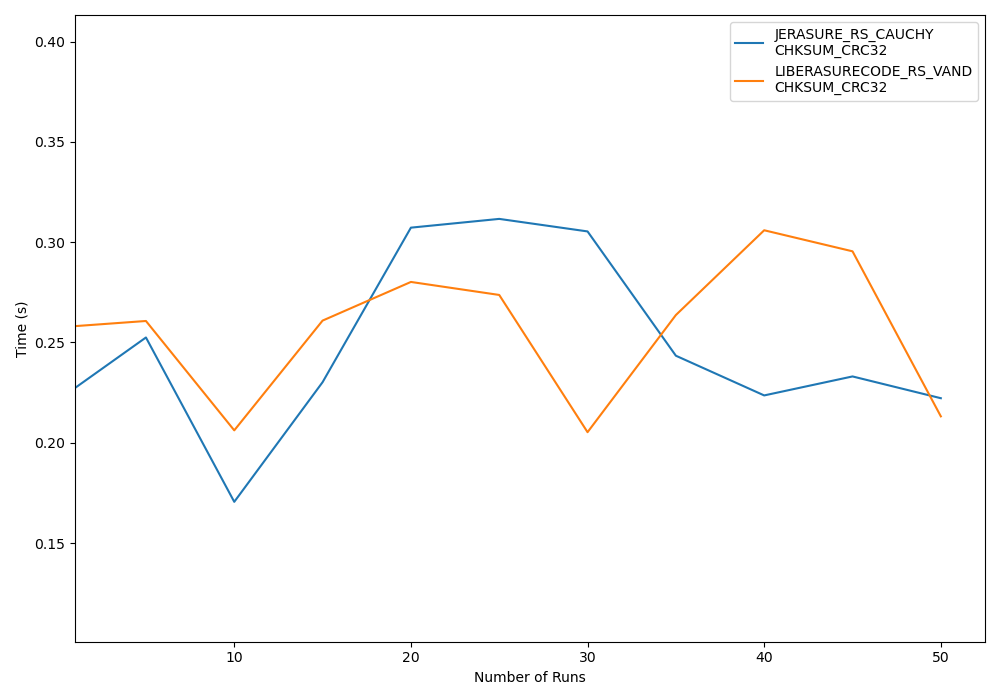 0.40
0.35
0.30
0.25
0.20
0.15
Time (s)
10
20
30
40
50
Number of Runs
JERASURE_RS_CAUCHY
CHKSUM_CRC32
LIBERASURECODE_RS_VAND
CHKSUM_CRC32